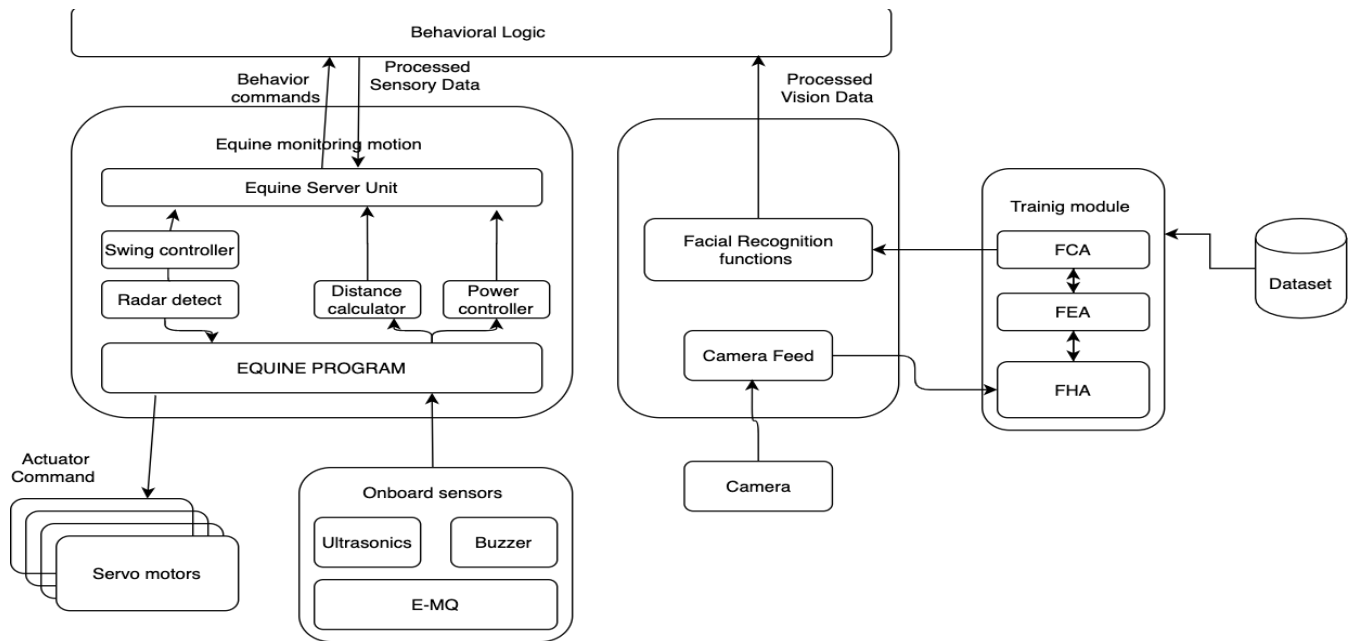 Behavioral Logic
Behavior
commands
Processed
Sensory Data
Processed
Vision Data
Equine monitoring motion
Equine Server Unit
Swing controller
Radar detect
Distance
calculator
Power
controller
EQUINE PROGRAM
Facial Recognition
functions
Camera Feed
Camera
Trainig module
FCA
FEA
FHA
Dataset
Actuator
Command
Servo motors
Onboard sensors
Ultrasonics
Buzzer
E-MQ